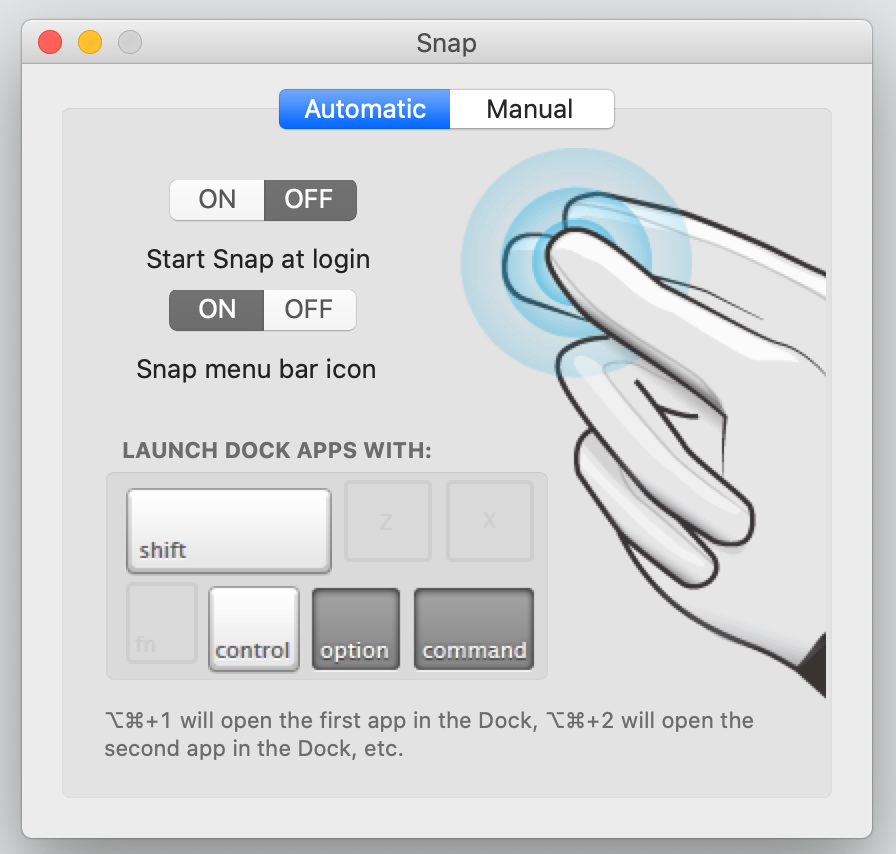 Snap
Automatic Manual
ON OFF
Start Snap at login
ON OFF
Snap menu bar icon
LAUNCH DOCK APPS WITH:
shift Z X
fn control option command
⌥⌘+1 will open the first app in the Dock, ⌥⌘+2 will open the
second app in the Dock, etc.